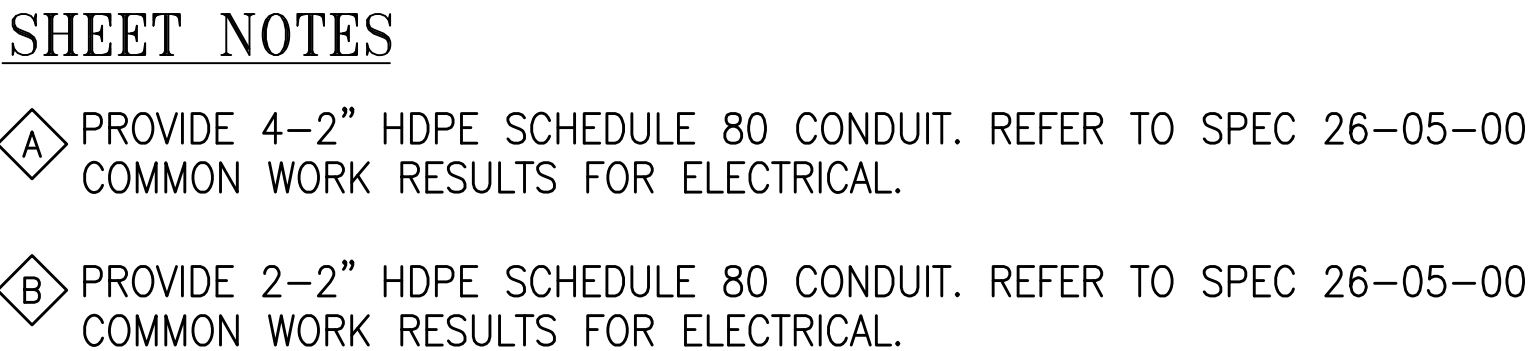 SHEET NOTES
A PROVIDE 4-2" HDPE SCHEDULE 80 CONDUIT. REFER TO SPEC 26-05-00
COMMON WORK RESULTS FOR ELECTRICAL.
B PROVIDE 2-2" HDPE SCHEDULE 80 CONDUIT. REFER TO SPEC 26-05-00
COMMON WORK RESULTS FOR ELECTRICAL.